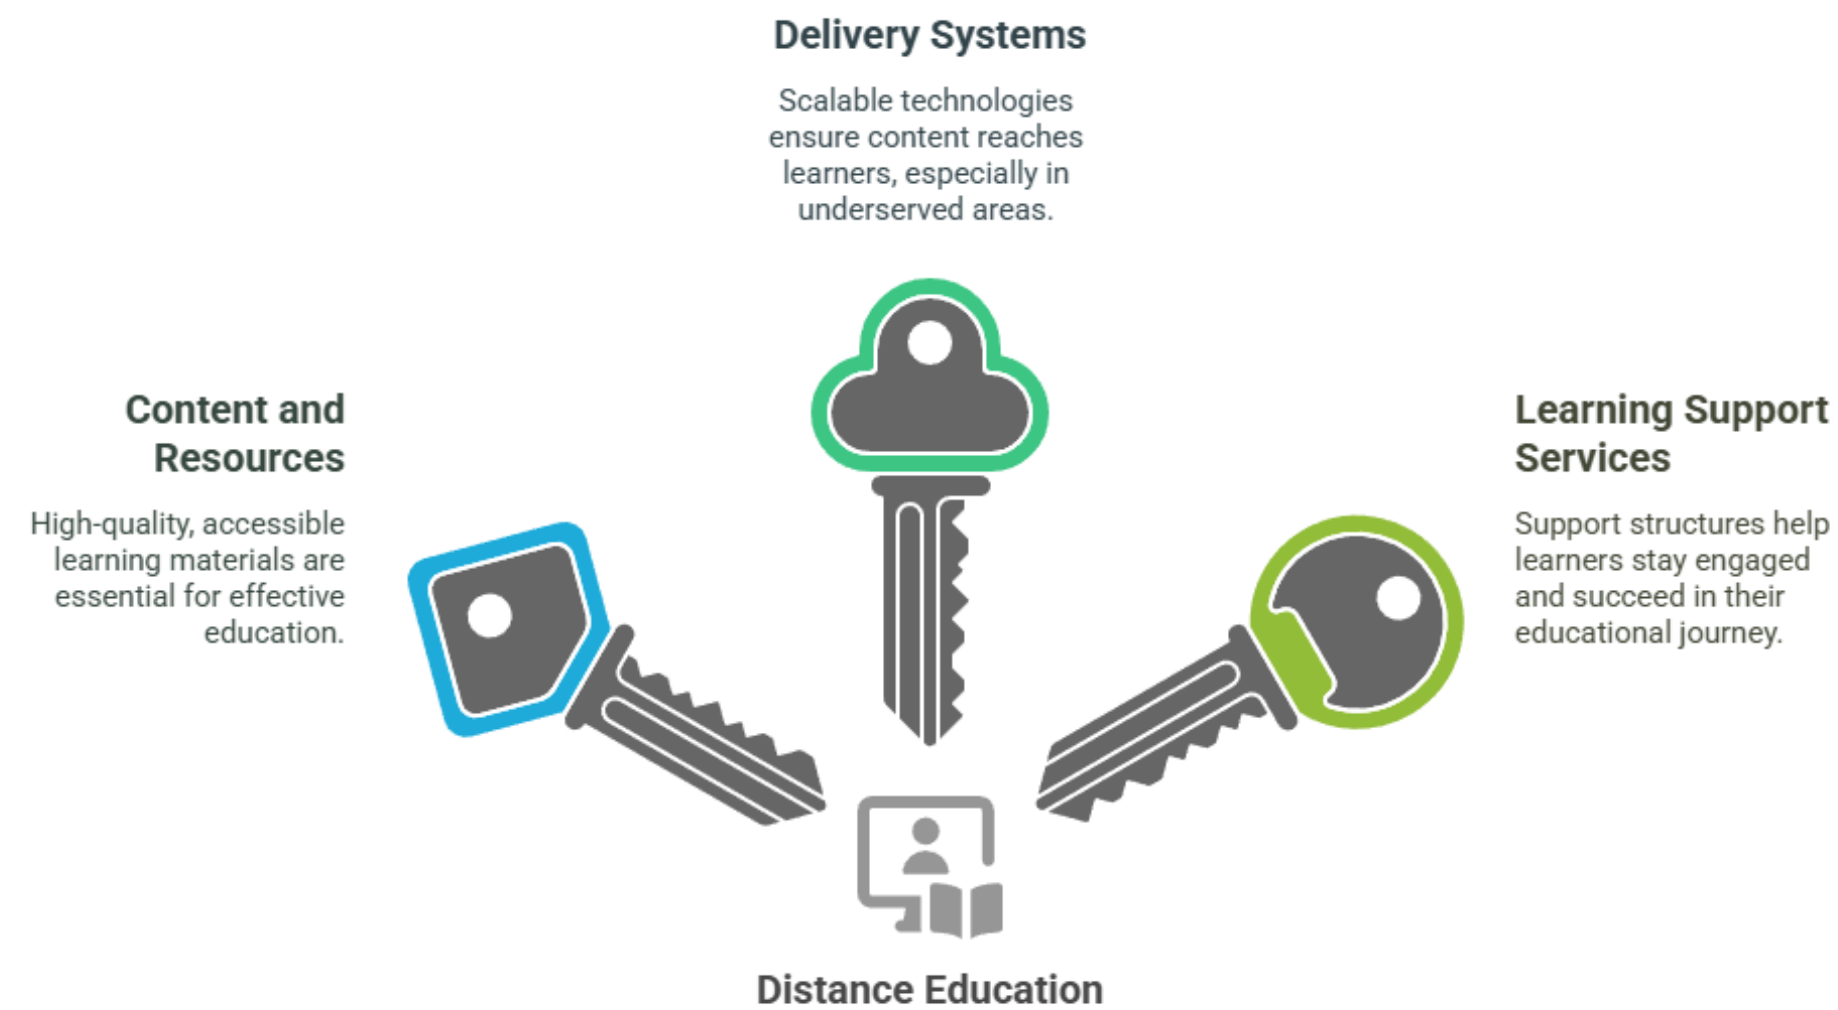 Delivery Systems
Scalable technologies
ensure content reaches
learners, especially in
underserved areas.
Content and
Resources
High-quality, accessible
learning materials are
essential for effective
education.
Learning Support
Services
Support structures help
learners stay engaged
and succeed in their
educational journey.
Distance Education